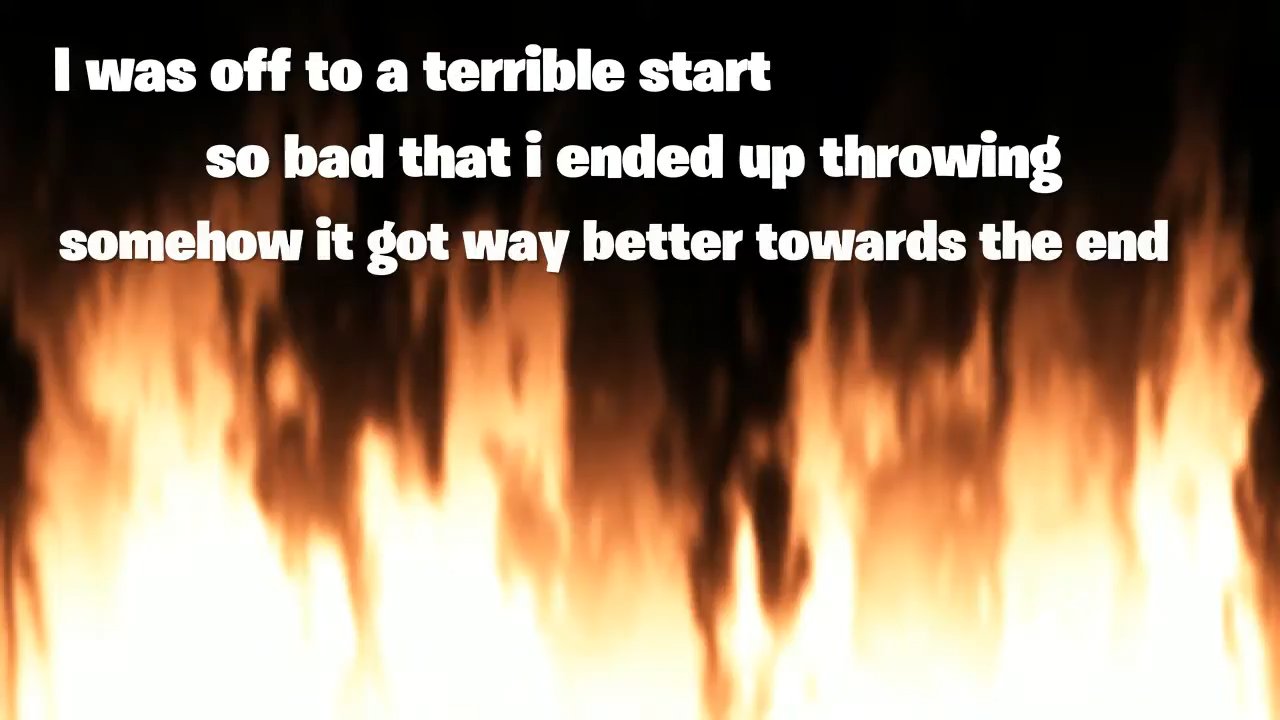 I was off to a terrible start
so bad that i ended up throwing
somehow it got way better towards the end